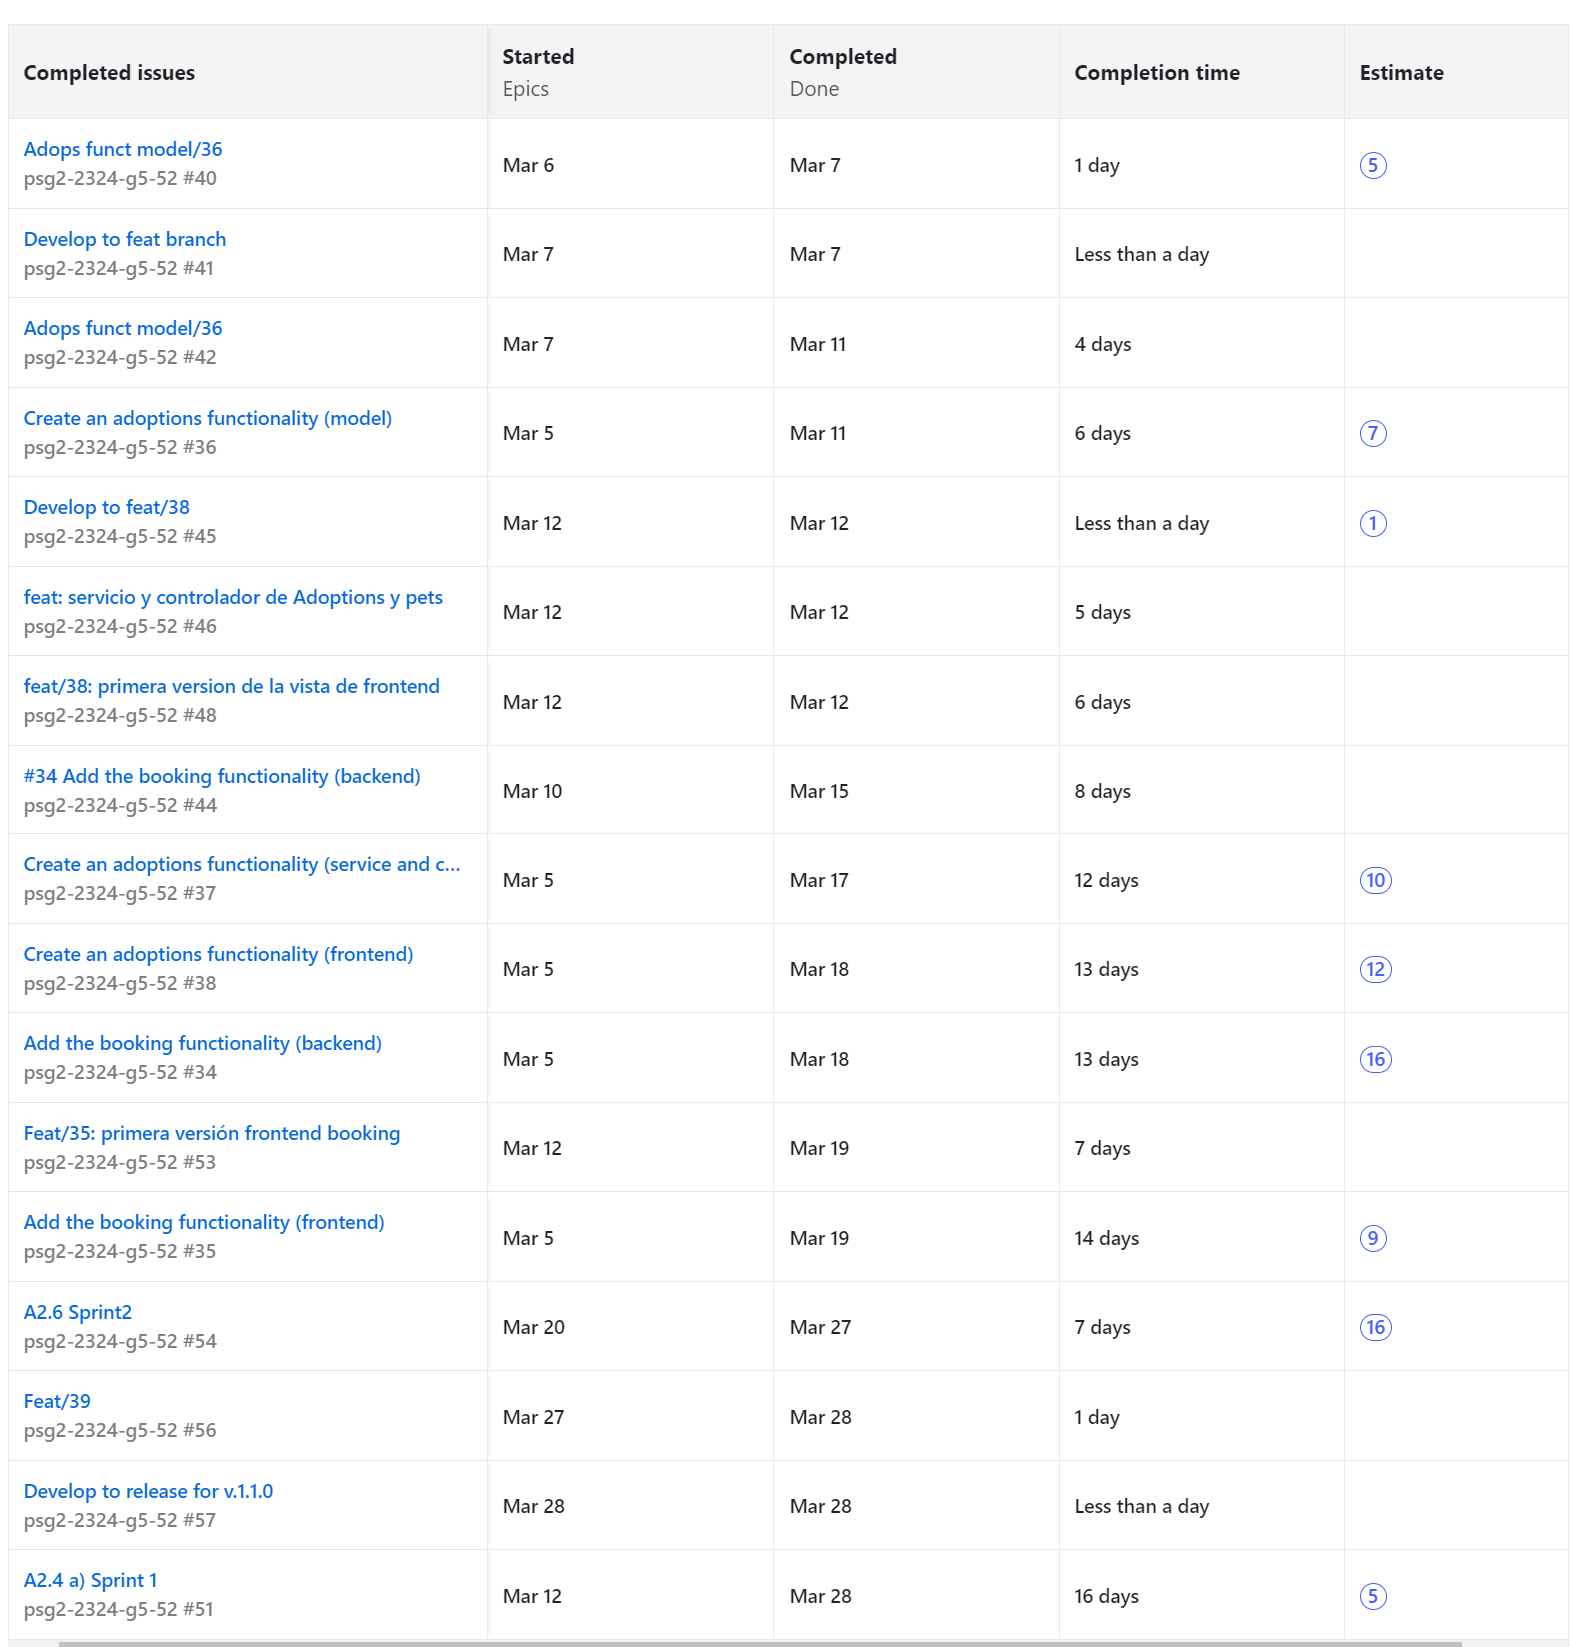 Completed issues
Started
Epics
Completed
Done
Completion time
Estimate
Adops funct model/36
psg2-2324-g5-52 #40
Mar 6
Mar 7
1 day
5
Develop to feat branch
psg2-2324-g5-52 #41
Mar 7
Mar 7
Less than a day
Adops funct model/36
psg2-2324-g5-52 #42
Mar 7
Mar 11
4 days
Create an adoptions functionality (model)
psg2-2324-g5-52 #36
Mar 5
Mar 11
6 days
7
Develop to feat/38
psg2-2324-g5-52 #45
Mar 12
Mar 12
Less than a day
1
feat: servicio y controlador de Adoptions y pets
psg2-2324-g5-52 #46
Mar 12
Mar 12
5 days
feat/38: primera version de la vista de frontend
psg2-2324-g5-52 #48
Mar 12
Mar 12
6 days
#34 Add the booking functionality (backend)
psg2-2324-g5-52 #44
Mar 10
Mar 15
8 days
Create an adoptions functionality (service and c...
psg2-2324-g5-52 #37
Mar 5
Mar 17
12 days
10
Create an adoptions functionality (frontend)
psg2-2324-g5-52 #38
Mar 5
Mar 18
13 days
12
Add the booking functionality (backend)
psg2-2324-g5-52 #34
Mar 5
Mar 18
13 days
16
Feat/35: primera versión frontend booking
psg2-2324-g5-52 #53
Mar 12
Mar 19
7 days
Add the booking functionality (frontend)
psg2-2324-g5-52 #35
Mar 5
Mar 19
14 days
9
A2.6 Sprint2
psg2-2324-g5-52 #54
Mar 20
Mar 27
7 days
16
Feat/39
psg2-2324-g5-52 #56
Mar 27
Mar 28
1 day
Develop to release for v.1.1.0
psg2-2324-g5-52 #57
Mar 28
Mar 28
Less than a day
A2.4 a) Sprint 1
psg2-2324-g5-52 #51
Mar 12
Mar 28
16 days
5